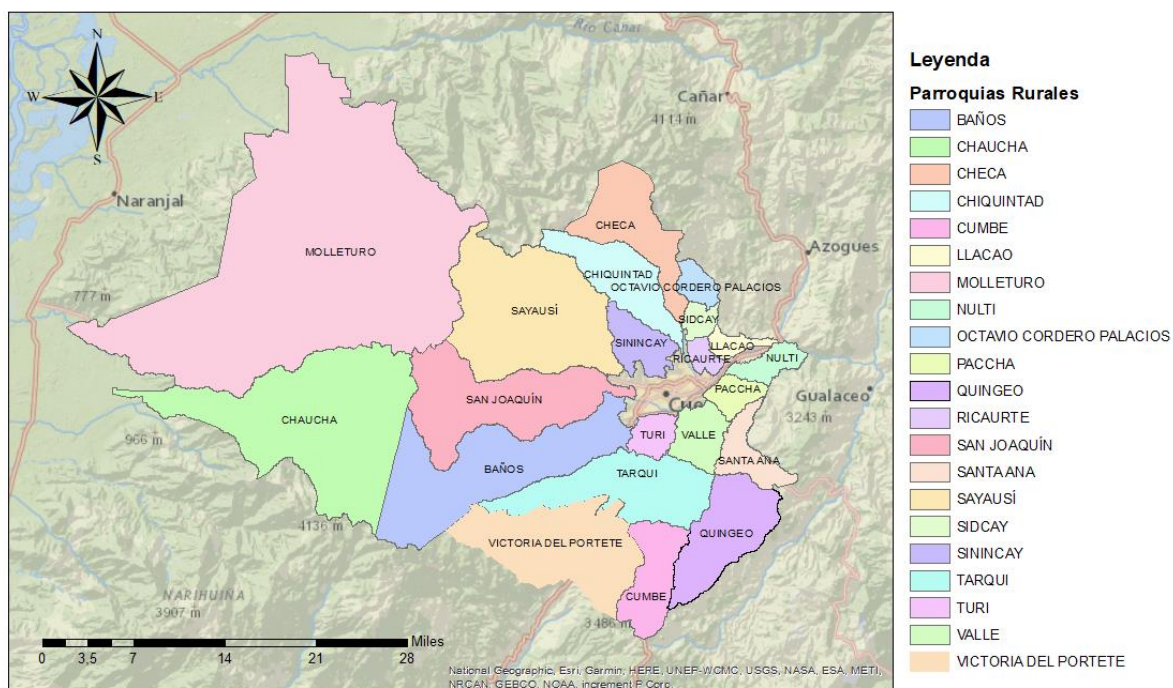 N
W
E
S
Río Cañar
Cañar
4114 m
Naranjal
Azogues
777 m
Gualaceo
3243 m
966 m
4136 m
NARIHUIÑA
3907 m
3486 m
Cue
MOLLETURO
CHECA
CHIQUINTAD
OCTAVIO CORDERO PALACIOS
SAYAUSÍ
SIDCAY
SININCAY
LLACAO
RICAURTE
NULTI
PACCHA
SAN JOAQUÍN
CHAUCHA
TURI
VALLE
BAÑOS
SANTA ANA
TARQUI
QUINGEO
VICTORIA DEL PORTETE
CUMBE
Miles
0 3,5 7 14 21 28
National Geographic, Esri, Garmin, HERE, UNEP-WCMC, USGS, NASA, ESA, METI,
NRCAN, GEBCO, NOAA, increment P Corp.
Leyenda
Parroquias Rurales
BAÑOS
CHAUCHA
CHECA
CHIQUINTAD
CUMBE
LLACAO
MOLLETURO
NULTI
OCTAVIO CORDERO PALACIOS
PACCHA
QUINGEO
RICAURTE
SAN JOAQUÍN
SANTA ANA
SAYAUSÍ
SIDCAY
SININCAY
TARQUI
TURI
VALLE
VICTORIA DEL PORTETE